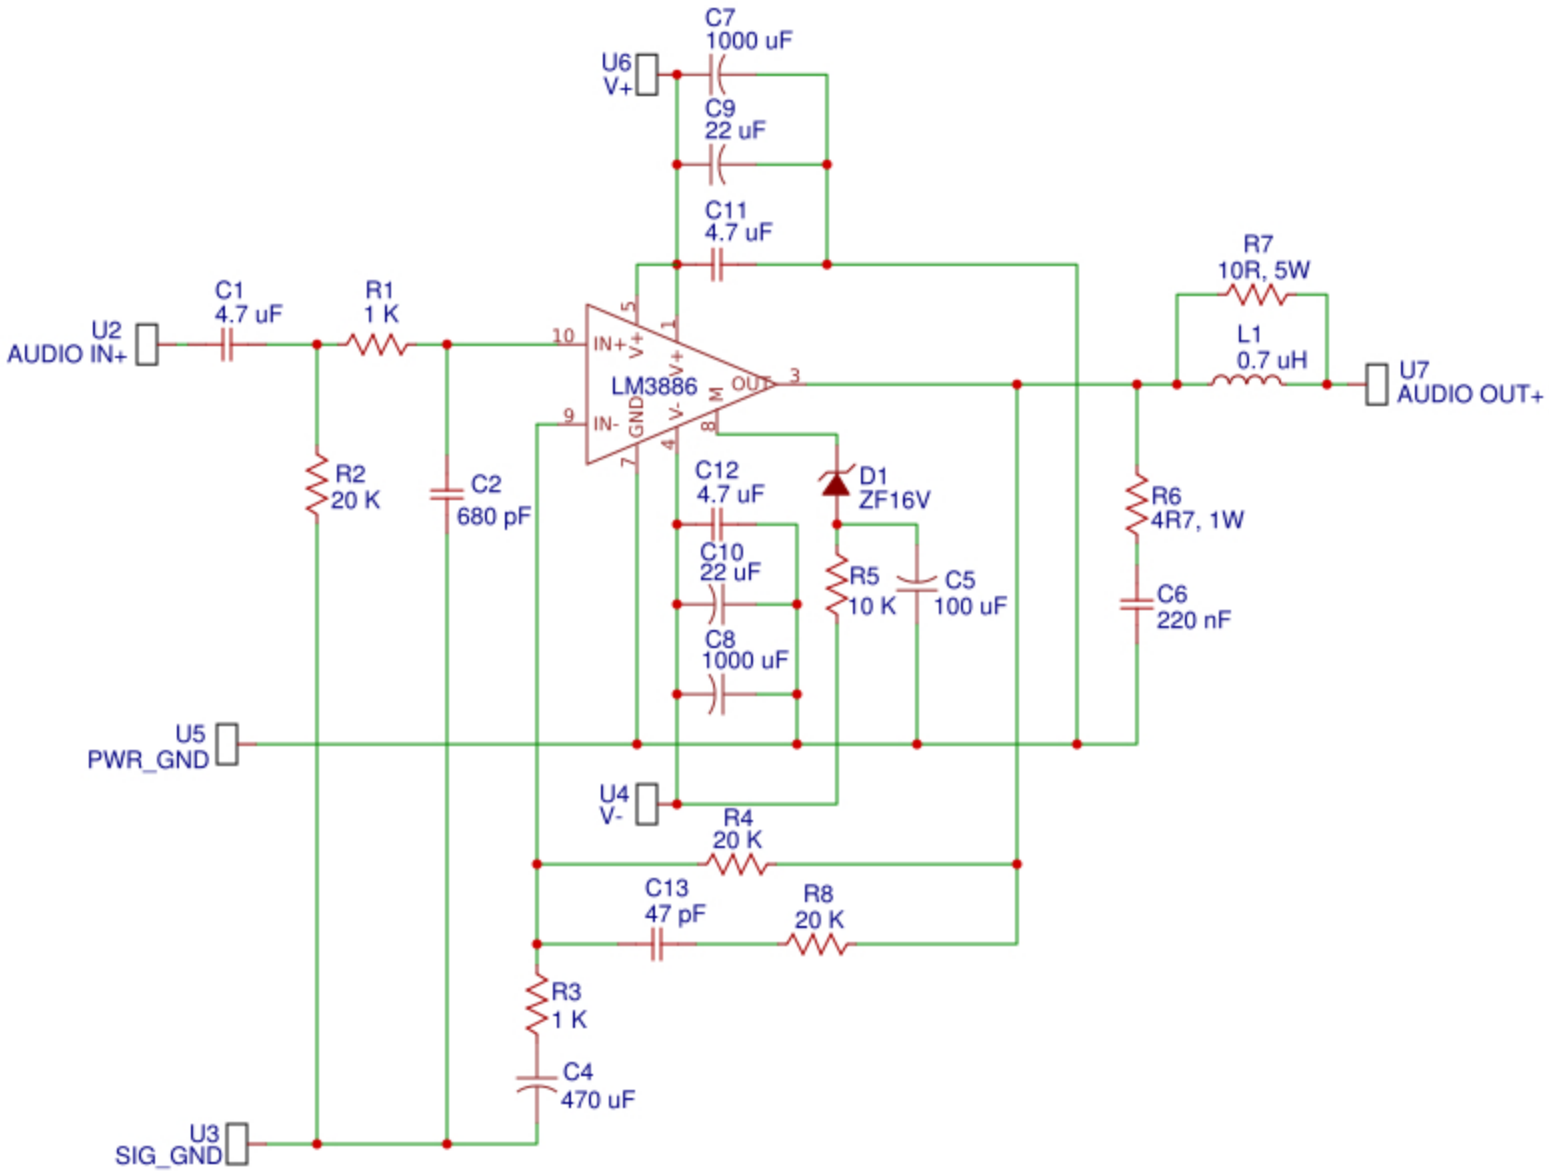 C7
1000 uF
U6
V+
C9
22 uF
C11
4.7 uF
R7
10R, 5W
C1
4.7 uF
R1
1 K
U2
AUDIO IN+
L1
0.7 uH
U7
AUDIO OUT+
5
1
10
IN+
V+
V+
LM3886
OUT
3
9
IN-
GND
V-
M
7
4
8
R2
20 K
C2
680 pF
C12
4.7 uF
D1
ZF16V
R6
4R7, 1W
C10
22 uF
R5
10 K
C5
100 uF
C6
220 nF
C8
1000 uF
U5
PWR_GND
U4
V-
R4
20 K
C13
47 pF
R8
20 K
R3
1 K
C4
470 uF
U3
SIG_GND